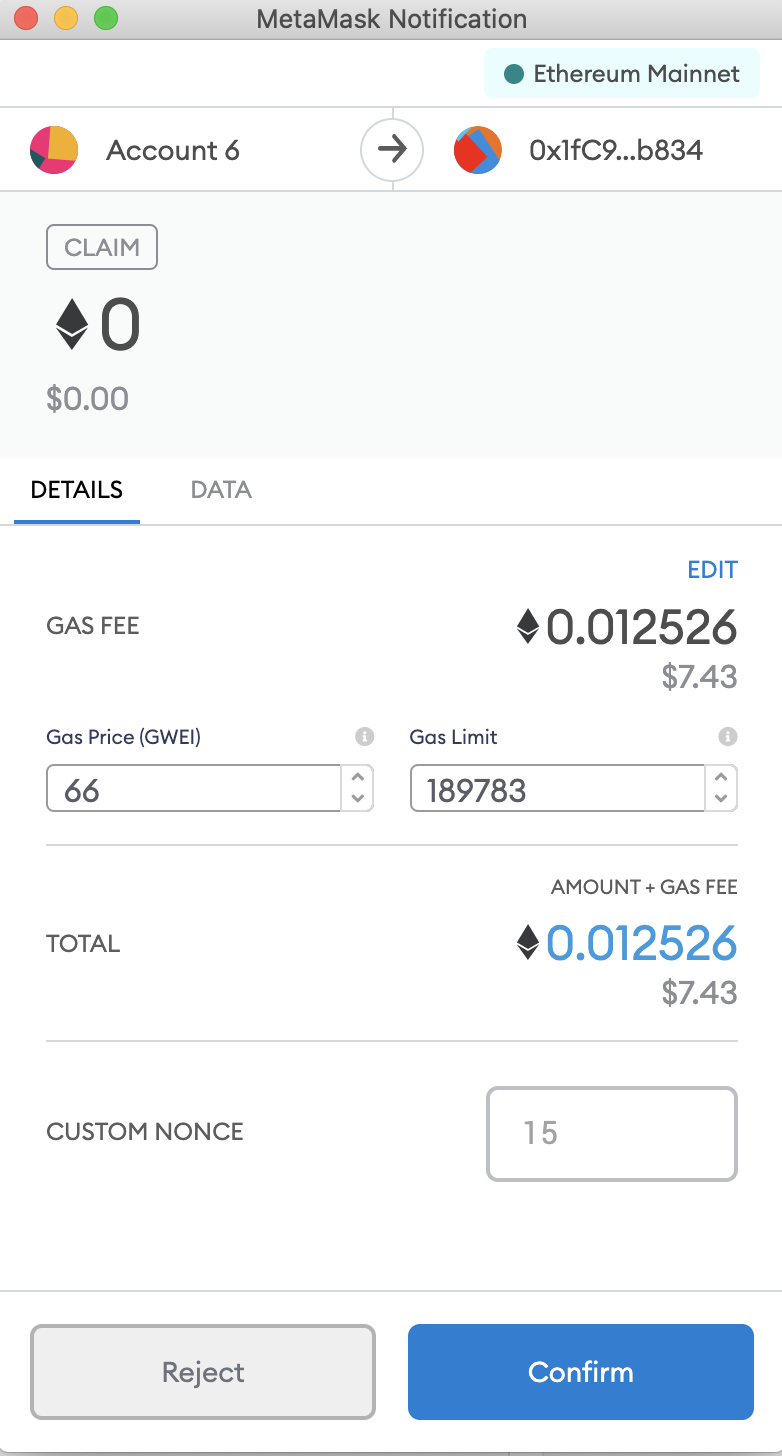 MetaMask Notification
Ethereum Mainnet
Account 6
0x1fC9...b834
CLAIM
0
$0.00
DETAILS
DATA
EDIT
GAS FEE
0.012526
$7.43
Gas Price (GWEI)
Gas Limit
66
189783
AMOUNT + GAS FEE
TOTAL
0.012526
$7.43
CUSTOM NONCE
15
Reject
Confirm